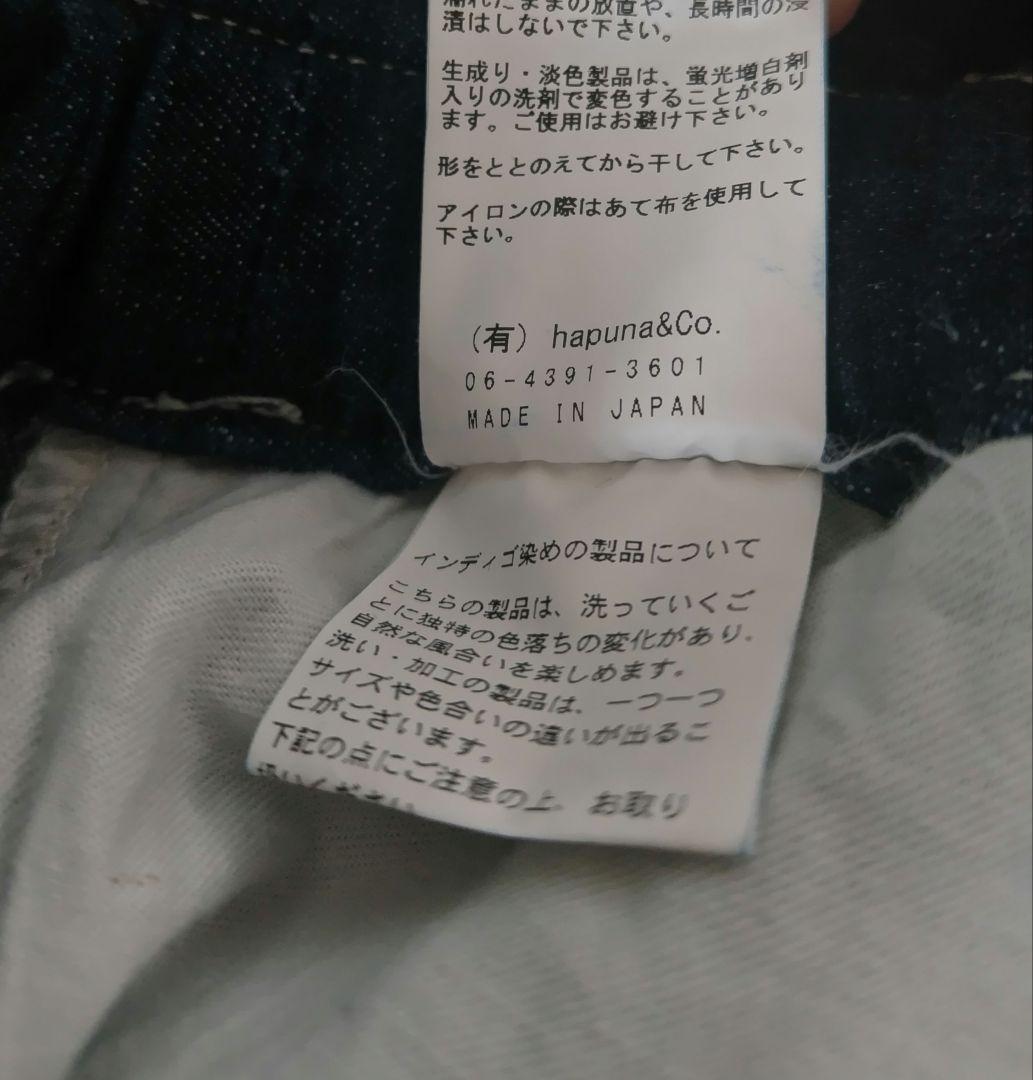 濡れたままの放置や、長時間の浸
漬はしないで下さい。
生成り・淡色製品は、蛍光増白剤
入りの洗剤で変色することがあり
ます。ご使用はお避け下さい。
形をととのえてから干して下さい。
アイロンの際はあて布を使用して
下さい。
(有) hapuna&Co.
06-4391-3601
MADE IN JAPAN
インディゴ染めの製品について
こちらの製品は、洗っていくご
とに独特の色落ちの変化があり、
自然な風合いを楽しめます。
洗い・加工の製品は、一つ一つ
サイズや色合いの違いが出るこ
とがございます。
下記の点にご注意の上、お取り
扱いください